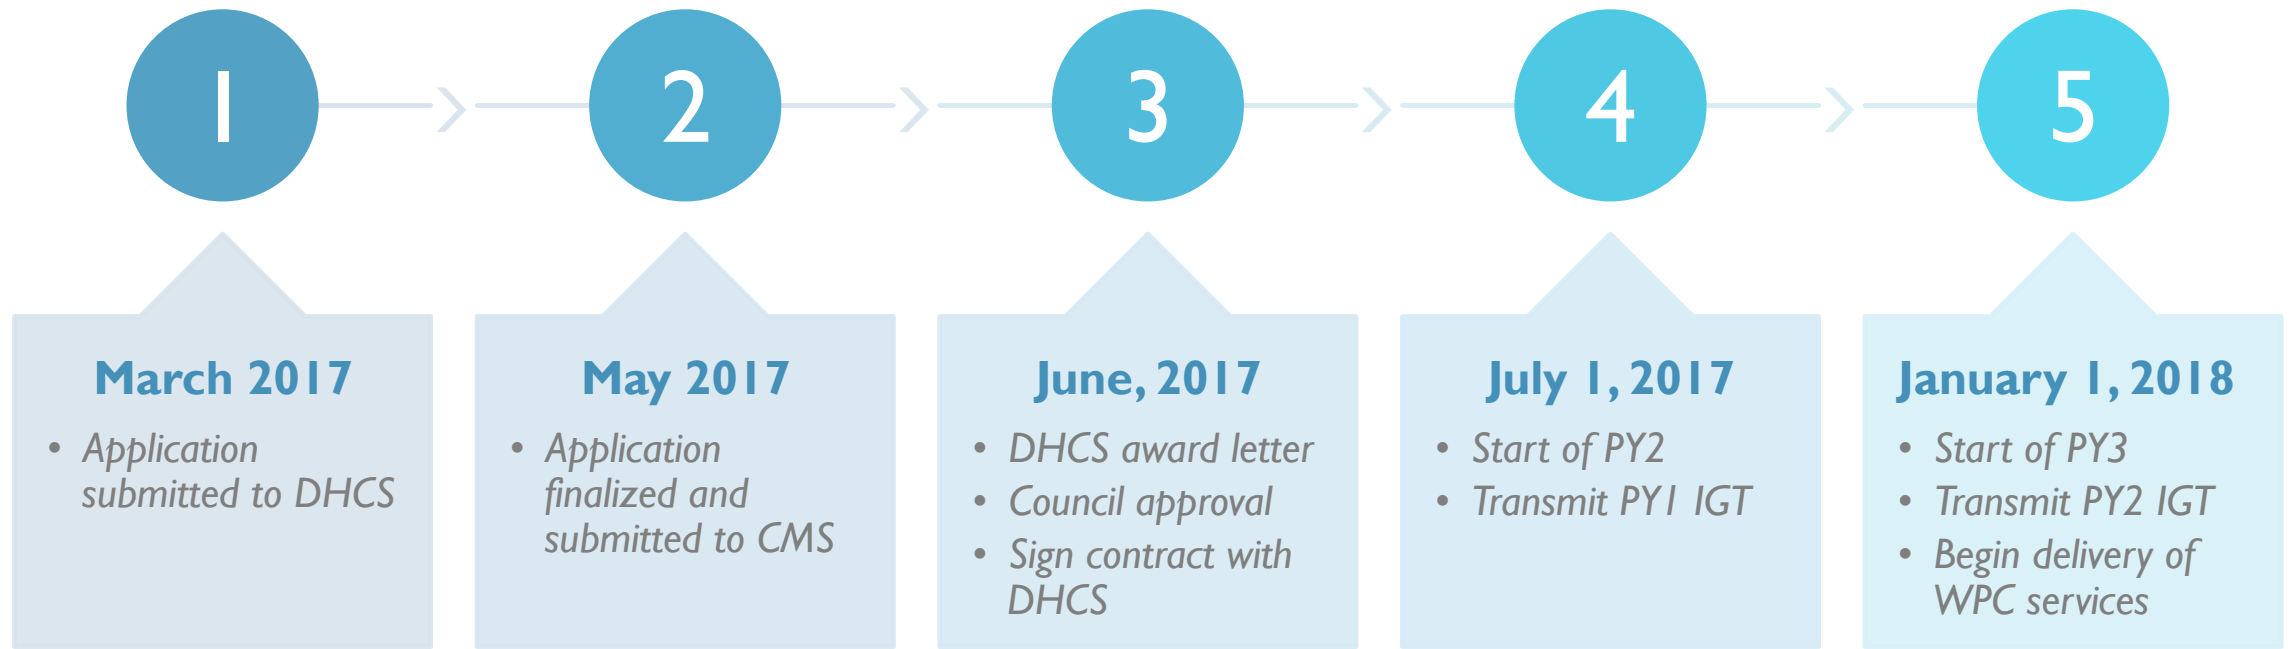 1
2
3
4
5
March 2017
• Application
submitted to DHCS
May 2017
• Application
finalized and
submitted to CMS
June, 2017
• DHCS award letter
• Council approval
• Sign contract with
DHCS
July 1, 2017
• Start of PY2
• Transmit PY1 IGT
January 1, 2018
• Start of PY3
• Transmit PY2 IGT
• Begin delivery of
WPC services